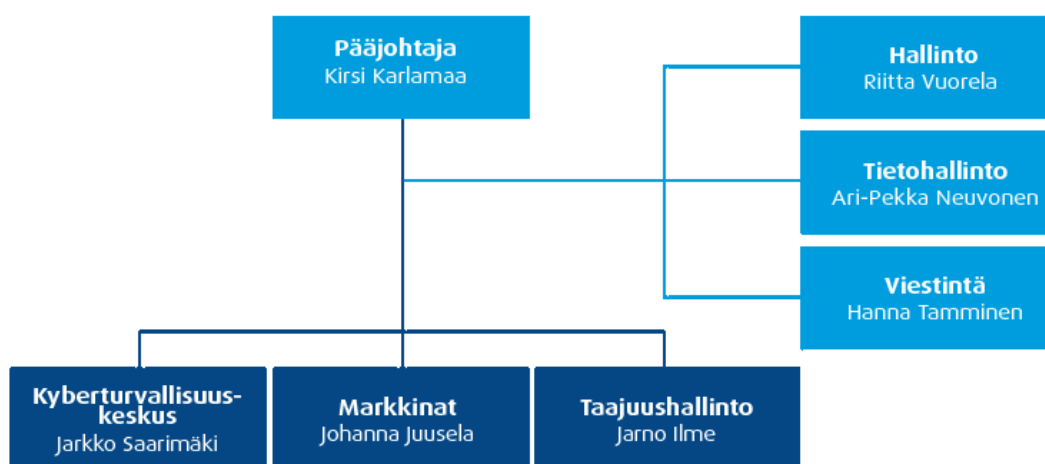 Pääjohtaja
Kirsi Karlamaa
Hallinto
Riitta Vuorela
Tietohallinto
Ari-Pekka Neuvonen
Viestintä
Hanna Tamminen
Kyberturvallisuus-
keskus
Jarkko Saarimäki
Markkinat
Johanna Juusela
Taajuushallinto
Jarno Ilme